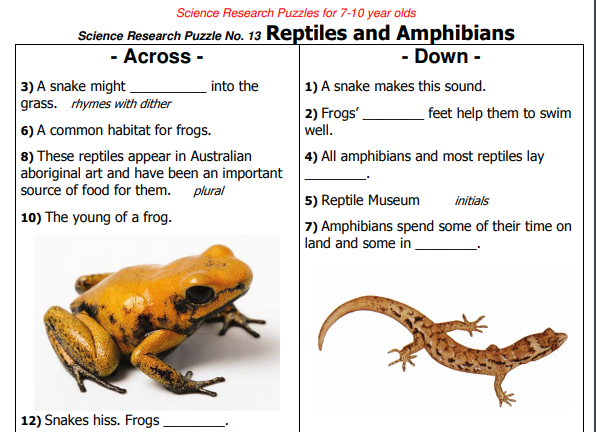 Science Research Puzzles for 7-10 year olds
Science Research Puzzle No. 13 Reptiles and Amphibians
- Across -
3) A snake might __________ into the
grass. rhymes with dither
6) A common habitat for frogs.
8) These reptiles appear in Australian
aboriginal art and have been an important
source of food for them. plural
10) The young of a frog.
12) Snakes hiss. Frogs ________.
- Down -
1) A snake makes this sound.
2) Frogs’ ________ feet help them to swim
well.
4) All amphibians and most reptiles lay
________.
5) Reptile Museum initials
7) Amphibians spend some of their time on
land and some in ________.